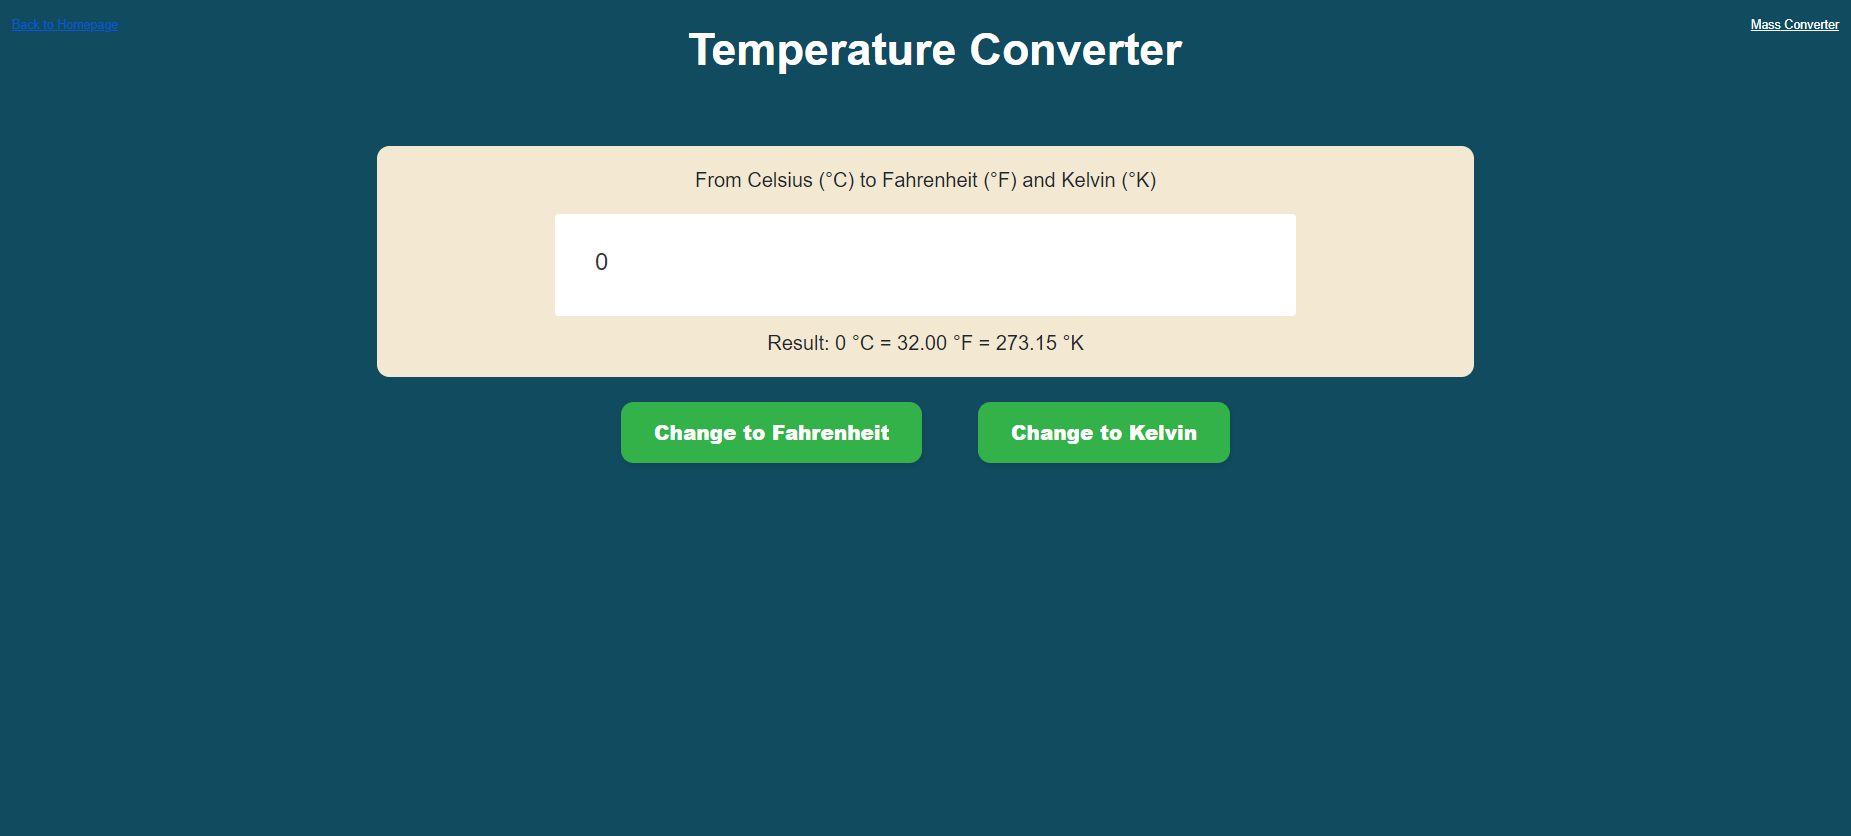 Back to Homepage
Mass Converter
Temperature Converter
From Celsius (°C) to Fahrenheit (°F) and Kelvin (°K)
0
Result: 0 °C = 32.00 °F = 273.15 °K
Change to Fahrenheit
Change to Kelvin